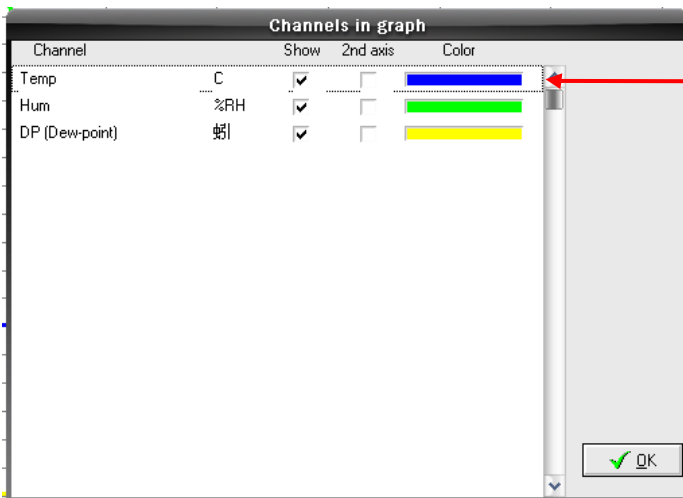 Channels in graph
Channel Show 2nd axis Color
Temp C
Hum %RH
DP (Dew-point) 蚓
OK